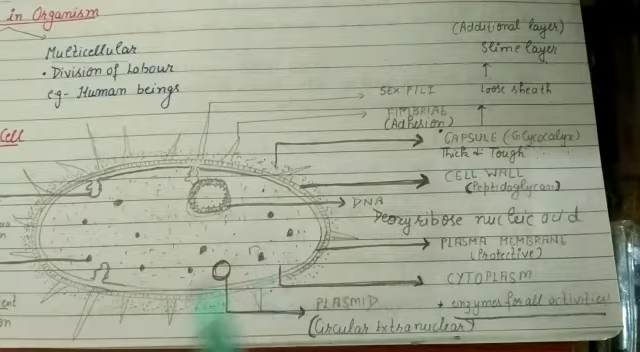 in Organism
Multicellular
• Division of Labour
eg- Human beings
Cell
(Additional layer)
Slime layer
Loose sheath
SEX PILI
FIMBRIAE
(Adhesion)
CAPSULE (Glycocalyx)
Thick & Tough
CELL WALL
(Peptidoglycan)
DNA
Deoxyribose nucleic acid
PLASMA MEMBRANE
(Protective)
CYTOPLASM
* enzymes for all activities
PLASMID
(Circular Extranuclear)